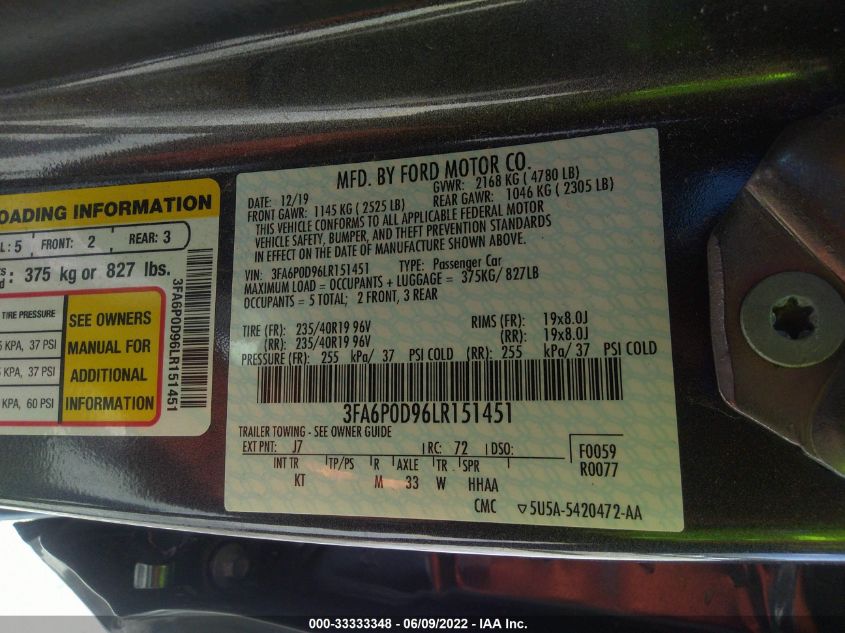 OADING INFORMATION
L: 5 FRONT: 2 REAR: 3
: 375 kg or 827 lbs.
TIRE PRESSURE
KPA, 37 PSI
KPA, 37 PSI
KPA, 60 PSI
SEE OWNERS
MANUAL FOR
ADDITIONAL
INFORMATION
3FA6P0D96LR151451
MFD. BY FORD MOTOR CO.
DATE: 12/19 GVWR: 2168 KG ( 4780 LB)
FRONT GAWR: 1145 KG ( 2525 LB) REAR GAWR: 1046 KG ( 2305 LB)
THIS VEHICLE CONFORMS TO ALL APPLICABLE FEDERAL MOTOR
VEHICLE SAFETY, BUMPER, AND THEFT PREVENTION STANDARDS
IN EFFECT ON THE DATE OF MANUFACTURE SHOWN ABOVE.
VIN: 3FA6P0D96LR151451 TYPE: Passenger Car
MAXIMUM LOAD = OCCUPANTS + LUGGAGE = 375KG/ 827LB
OCCUPANTS = 5 TOTAL; 2 FRONT, 3 REAR
TIRE (FR): 235/40R19 96V RIMS (FR): 19x8.0J
(RR): 235/40R19 96V (RR): 19x8.0J
PRESSURE (FR): 255 kPa/ 37 PSI COLD (RR): 255 kPa/ 37 PSI COLD
3FA6P0D96LR151451
TRAILER TOWING - SEE OWNER GUIDE
EXT PNT: J7 RC: 72 DSO: F0059
INT TR TP/PS R AXLE TR SPR R0077
KT M 33 W HHAA
CMC 5U5A-5420472-AA
000-33333348 - 06/09/2022 - IAA Inc.